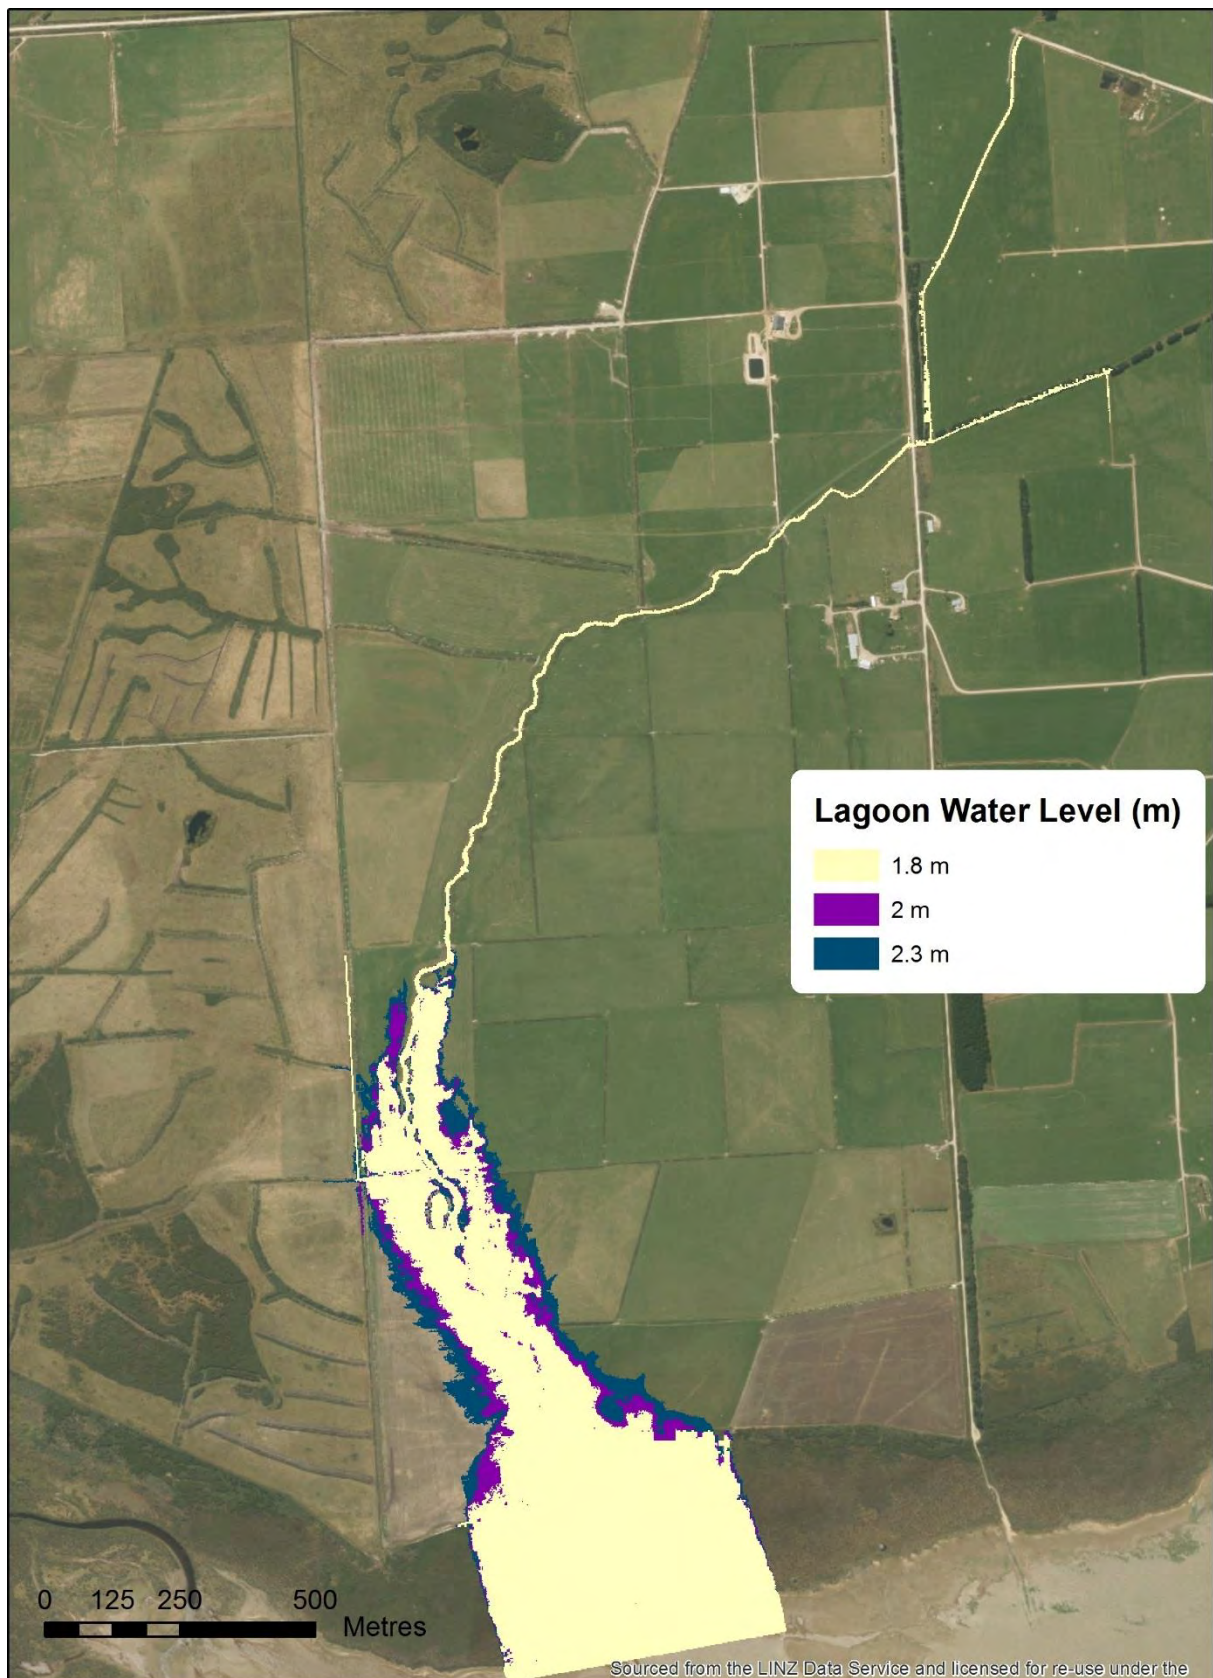 Lagoon Water Level (m)
1.8 m
2 m
2.3 m
0 125 250 500
Metres
Sourced from the LINZ Data Service and licensed for re-use under the